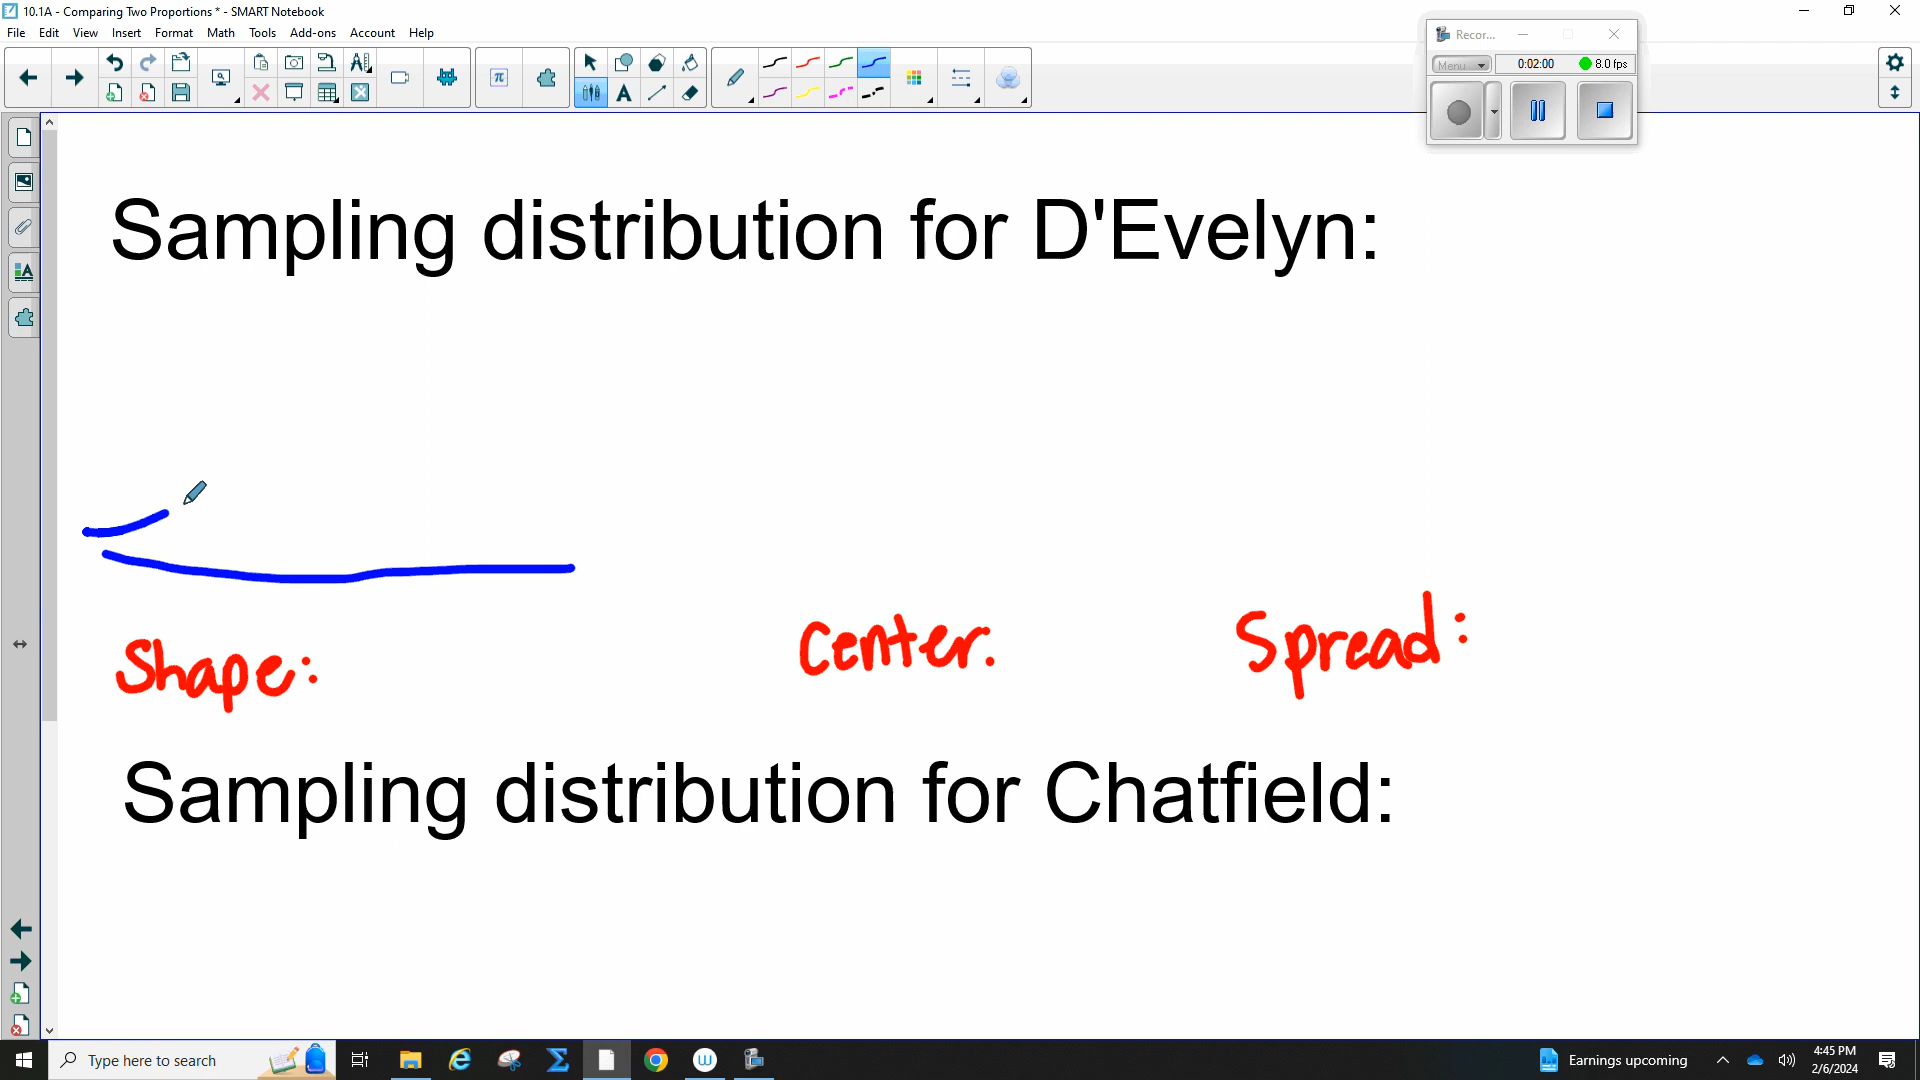 10.1A - Comparing Two Proportions * - SMART Notebook
File Edit View Insert Format Math Tools Add-ons Account Help
Recor...
Menu 0:02:00 8.0 fps
Sampling distribution for D'Evelyn:
Shape: Center: Spread:
Sampling distribution for Chatfield:
Type here to search
Earnings upcoming
4:45 PM
2/6/2024